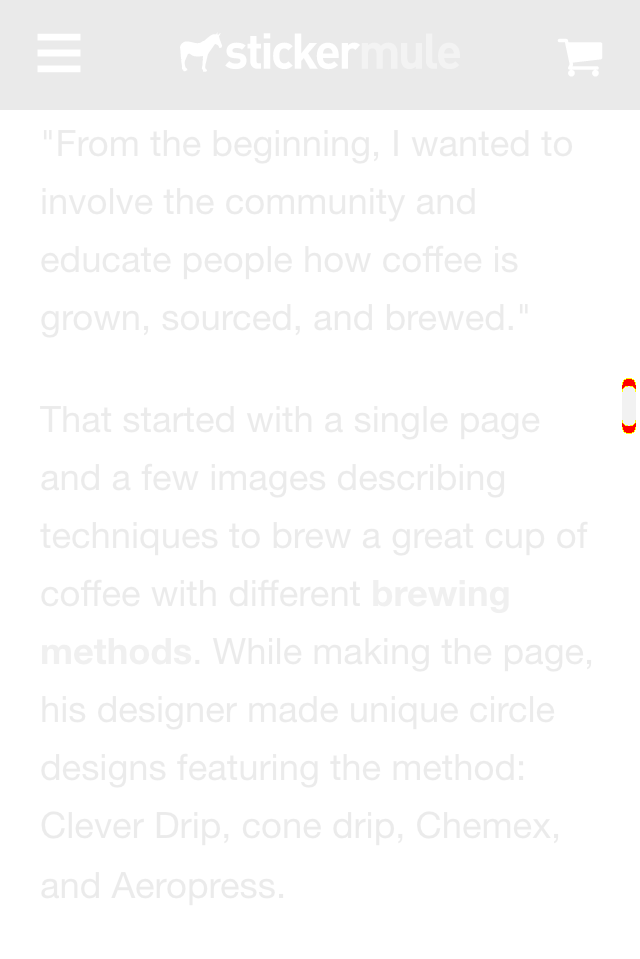 stickermule
"From the beginning, I wanted to
involve the community and
educate people how coffee is
grown, sourced, and brewed."
That started with a single page
and a few images describing
techniques to brew a great cup of
coffee with different brewing
methods. While making the page,
his designer made unique circle
designs featuring the method:
Clever Drip, cone drip, Chemex,
and Aeropress.